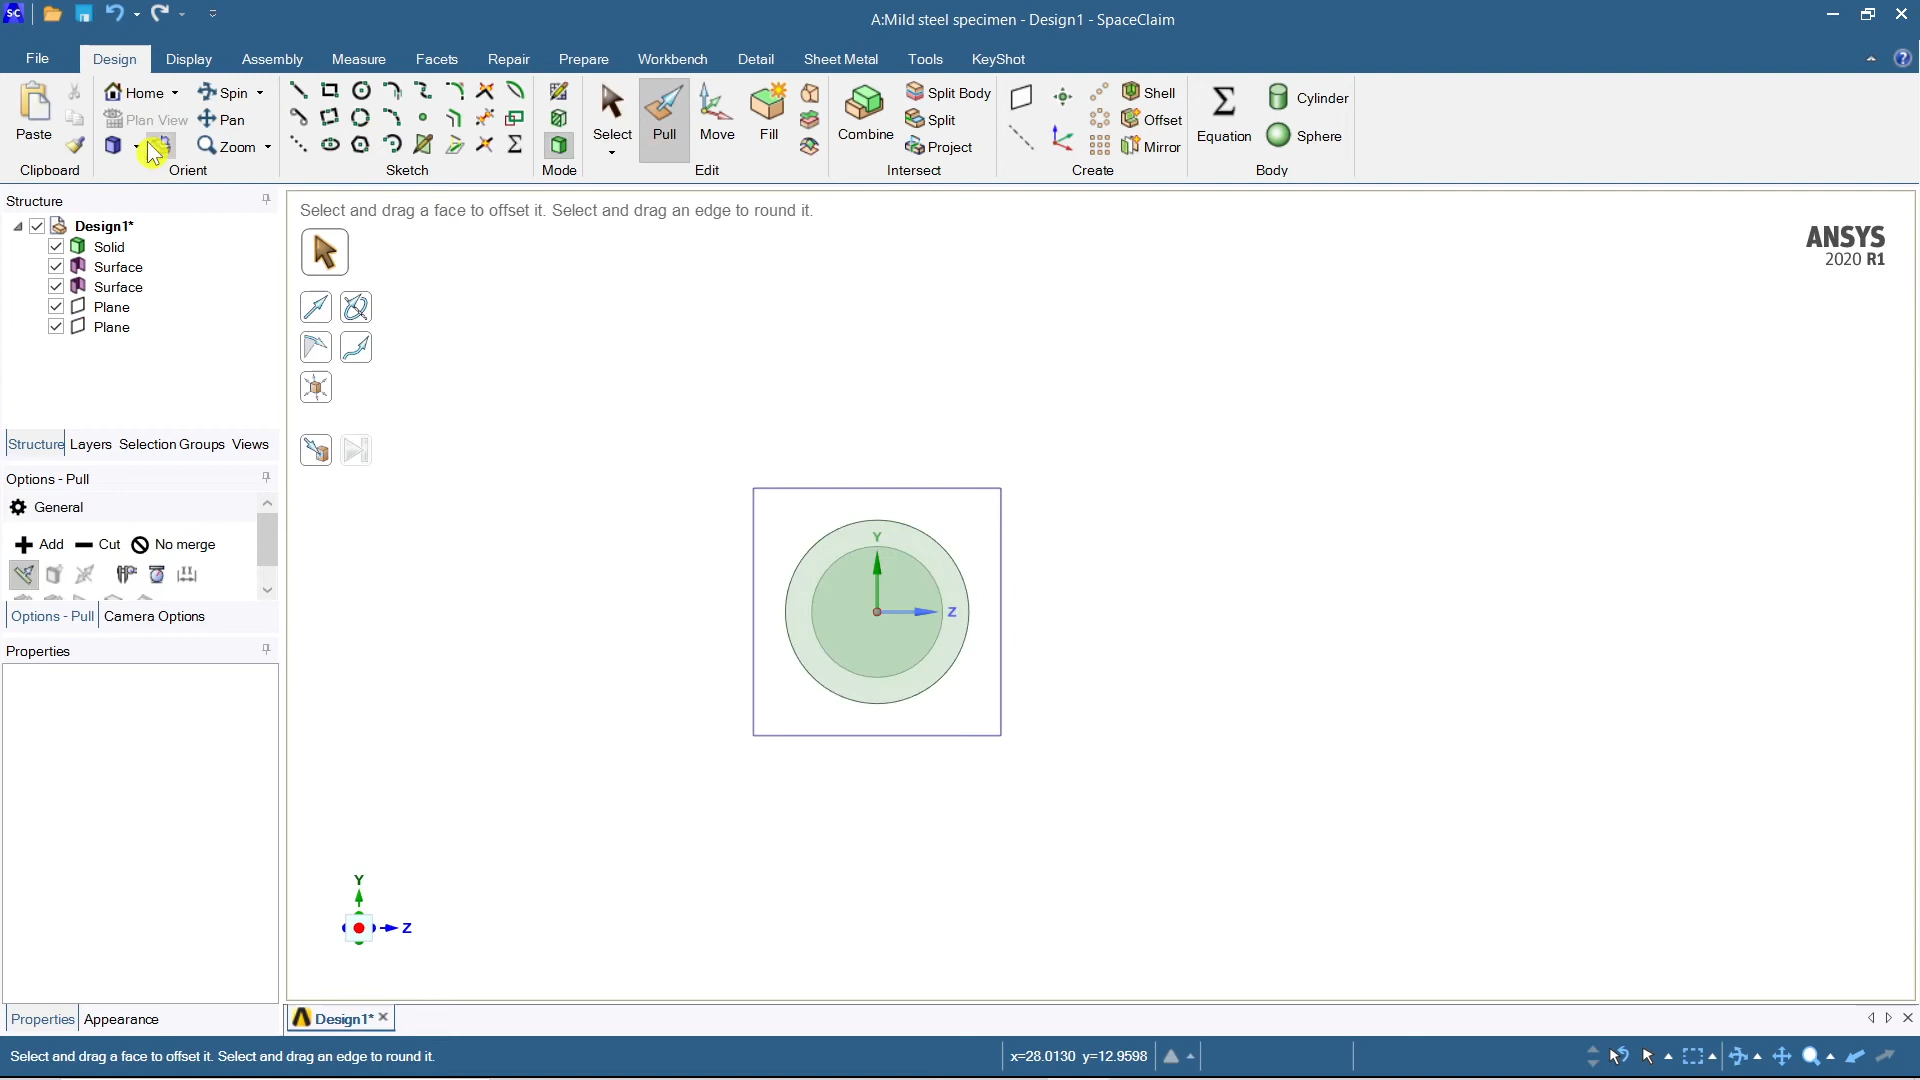 SC
A:Mild steel specimen - Design1 - SpaceClaim
File Design Display Assembly Measure Facets Repair Prepare Workbench Detail Sheet Metal Tools KeyShot
Paste
Clipboard
Home Spin
Plan View Pan
Zoom
Orient
Sketch
Mode
Select Pull Move Fill
Edit
Combine Split Body
Split
Project
Intersect
Shell
Offset
Mirror
Create
Equation Cylinder
Sphere
Body
Structure
Design1*
Solid
Surface
Surface
Plane
Plane
Structure Layers Selection Groups Views
Options - Pull
General
Add Cut No merge
Options - Pull Camera Options
Properties
Properties Appearance
Select and drag a face to offset it. Select and drag an edge to round it.
ANSYS
2020 R1
Y
Z
Y
Z
Design1*
Select and drag a face to offset it. Select and drag an edge to round it.
x=28.0130 y=12.9598